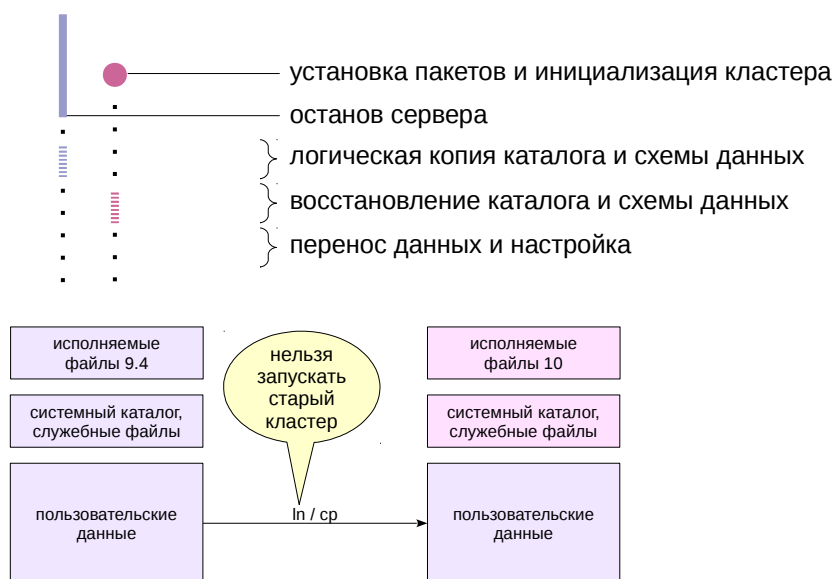 установка пакетов и инициализация кластера
останов сервера
логическая копия каталога и схемы данных
восстановление каталога и схемы данных
перенос данных и настройка
исполняемые
файлы 9.4
системный каталог,
служебные файлы
пользовательские
данные
нельзя
запускать
старый
кластер
ln / cp
исполняемые
файлы 10
системный каталог,
служебные файлы
пользовательские
данные